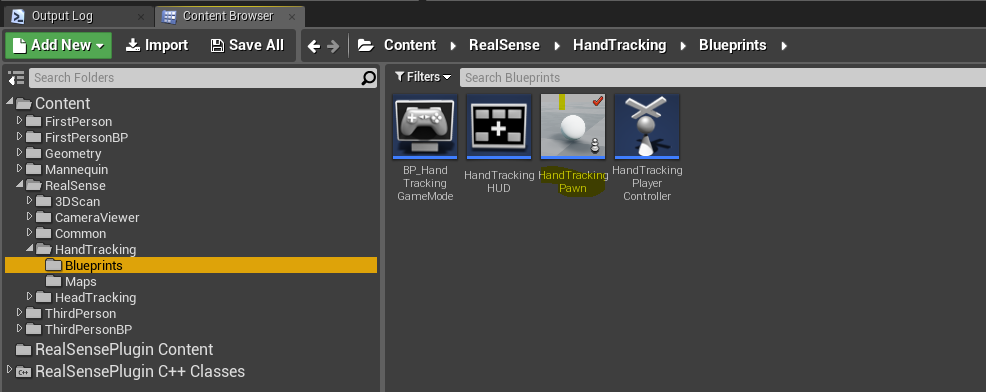 Output Log
Content Browser
Add New
Import
Save All
Content
RealSense
HandTracking
Blueprints
Search Folders
Filters
Search Blueprints
Content
FirstPerson
FirstPersonBP
Geometry
Mannequin
RealSense
3DScan
CameraViewer
Common
HandTracking
Blueprints
Maps
HeadTracking
ThirdPerson
ThirdPersonBP
RealSensePlugin Content
RealSensePlugin C++ Classes
BP_Hand
Tracking
GameMode
HandTracking
HUD
HandTracking
Pawn
HandTracking
Player
Controller